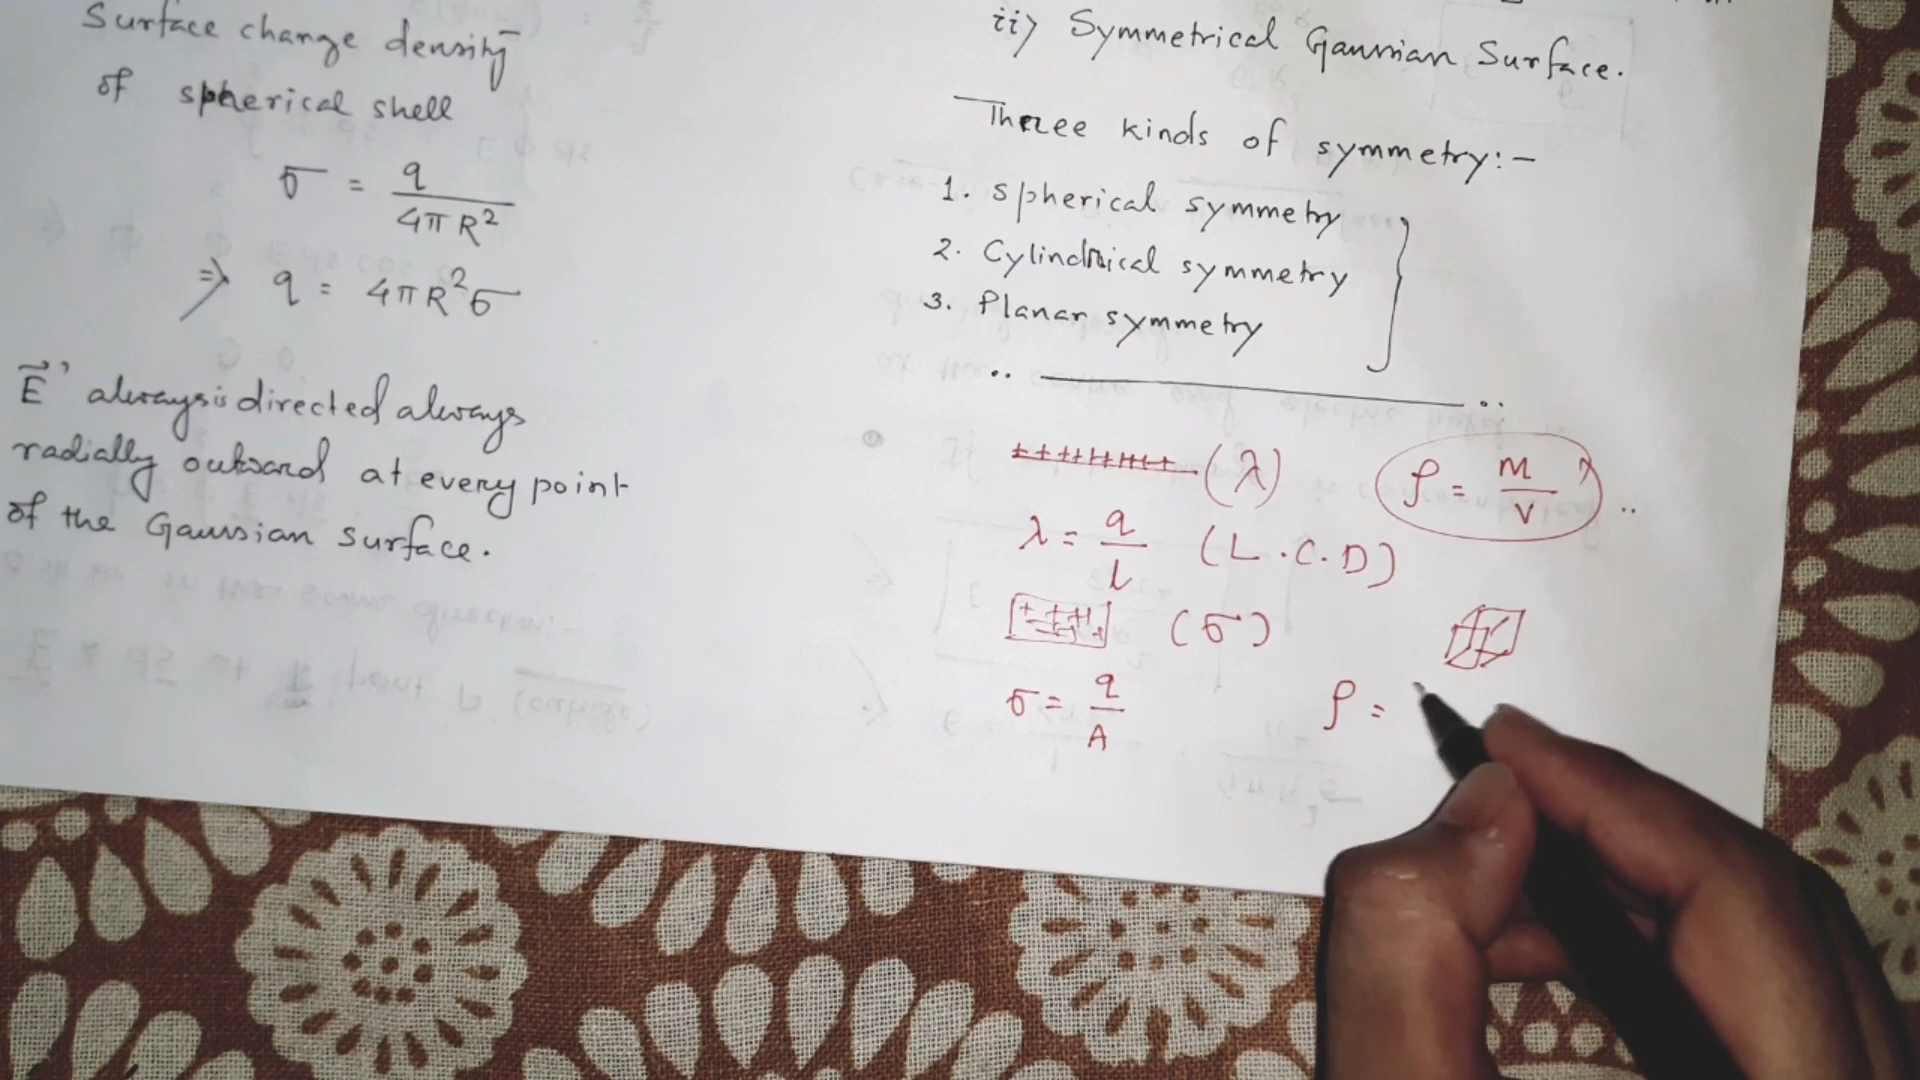 Surface change density
of spherical shell
σ = q / 4πR²
⇒ q = 4πR²σ
E⃗ always is directed always
radially outward at every point
of the Gaussian surface.
ii) Symmetrical Gaussian Surface.
Three kinds of symmetry:-
1. Spherical symmetry
2. Cylindrical symmetry
3. Planar symmetry
+ + + + + + + + (λ)
ρ = M / V
λ = q / l (L.C.D)
(σ)
σ = q / A
ρ =